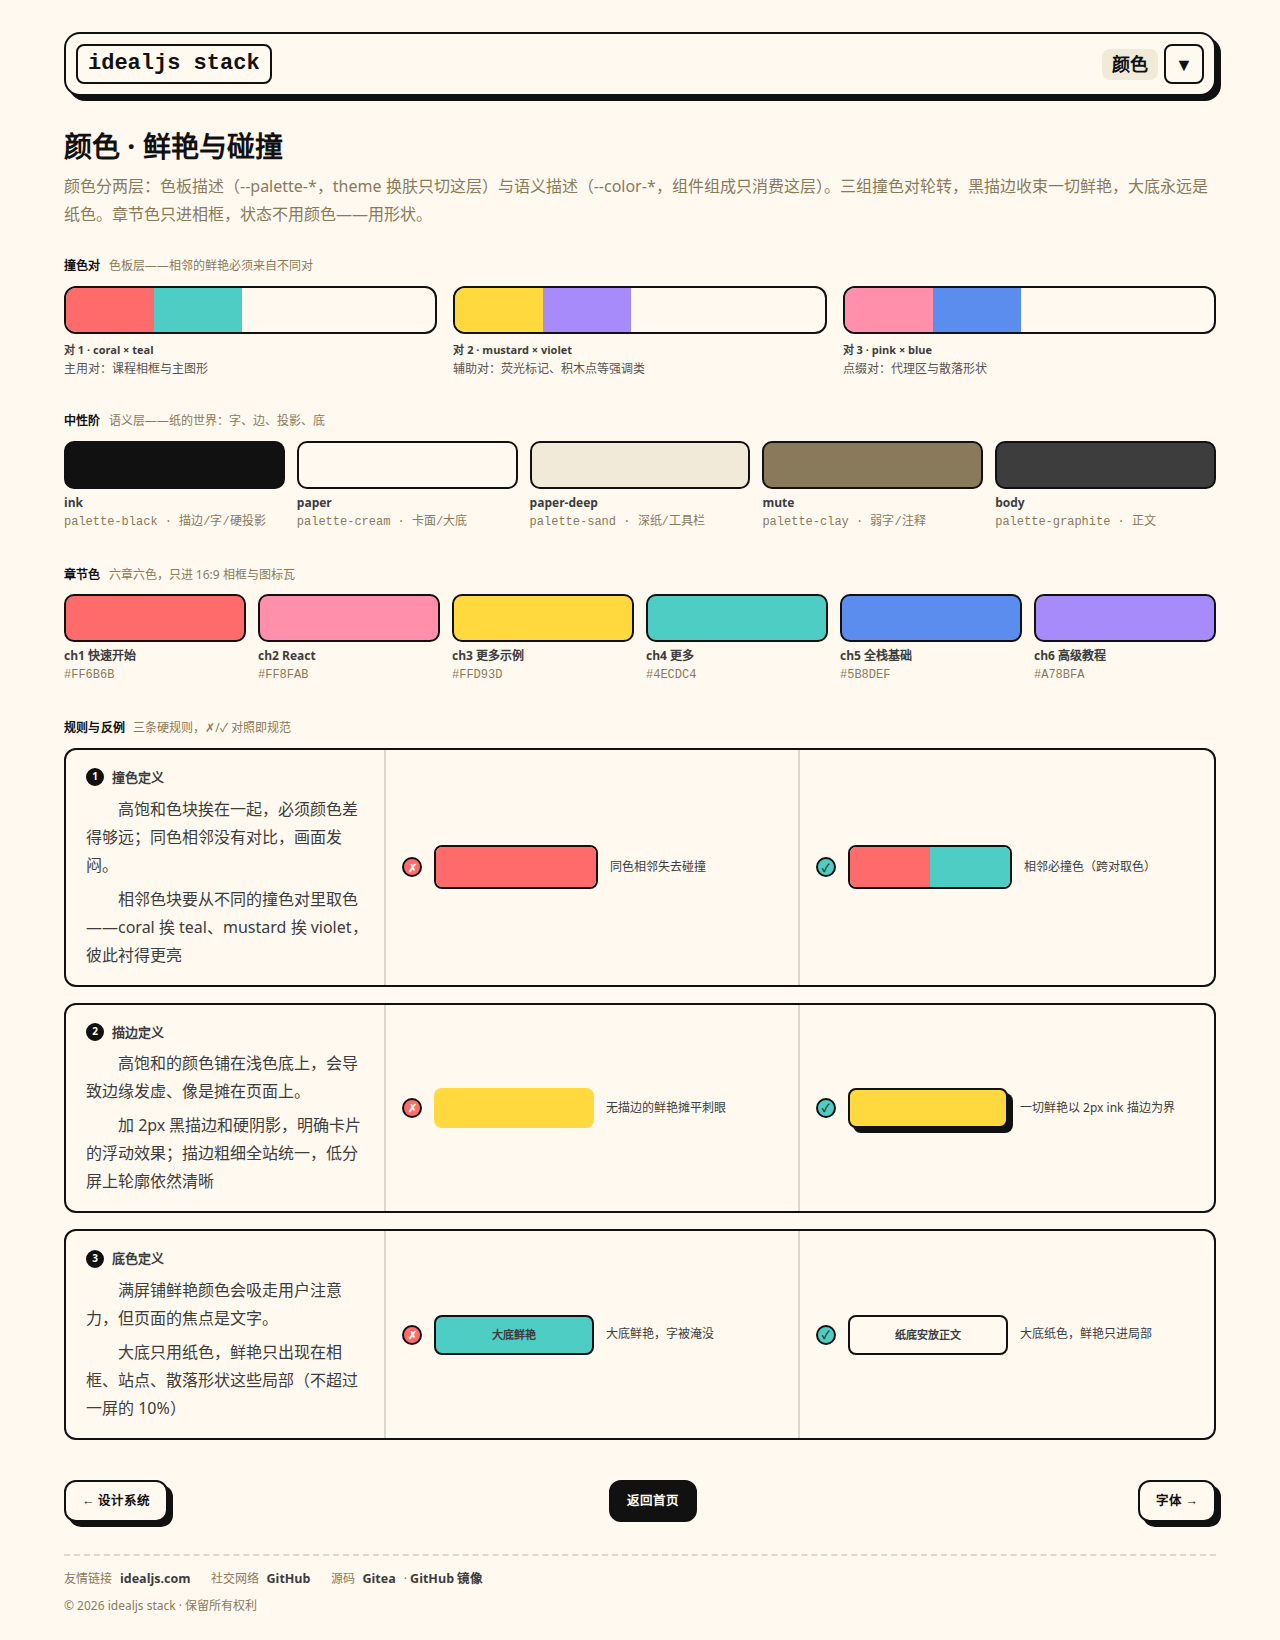 idealjs stack
颜色 ▼
颜色 · 鲜艳与碰撞
颜色分两层：色板描述（--palette-*，theme 换肤只切这层）与语义描述（--color-*，组件组成只消费这层）。三组撞色对轮转，黑描边收束一切鲜艳，大底永远是
纸色。章节色只进相框，状态不用颜色——用形状。
撞色对 色板层——相邻的鲜艳必须来自不同对
对 1 · coral × teal
主用对：课程相框与主图形
对 2 · mustard × violet
辅助对：荧光标记、积木点等强调类
对 3 · pink × blue
点缀对：代理区与散落形状
中性阶 语义层——纸的世界：字、边、投影、底
ink
palette-black · 描边/字/硬投影
paper
palette-cream · 卡面/大底
paper-deep
palette-sand · 深纸/工具栏
mute
palette-clay · 弱字/注释
body
palette-graphite · 正文
章节色 六章六色，只进 16:9 相框与图标瓦
ch1 快速开始
#FF6B6B
ch2 React
#FF8FAB
ch3 更多示例
#FFD93D
ch4 更多
#4ECDC4
ch5 全栈基础
#5B8DEF
ch6 高级教程
#A78BFA
规则与反例 三条硬规则，✗/✓ 对照即规范
1 撞色定义
高饱和色块挨在一起，必须颜色差
得够远；同色相邻没有对比，画面发
闷。
相邻色块要从不同的撞色对里取色
——coral 挨 teal、mustard 挨 violet，
彼此衬得更亮
✗ 同色相邻失去碰撞
✓ 相邻必撞色（跨对取色）
2 描边定义
高饱和的颜色铺在浅色底上，会导
致边缘发虚、像是摊在页面上。
加 2px 黑描边和硬阴影，明确卡片
的浮动效果；描边粗细全站统一，低分
屏上轮廓依然清晰
✗ 无描边的鲜艳摊平刺眼
✓ 一切鲜艳以 2px ink 描边为界
3 底色定义
满屏铺鲜艳颜色会吸走用户注意
力，但页面的焦点是文字。
大底只用纸色，鲜艳只出现在相
框、站点、散落形状这些局部（不超过
一屏的 10%）
✗ 大底鲜艳 大底鲜艳，字被淹没
✓ 纸底安放正文 大底纸色，鲜艳只进局部
← 设计系统
返回首页
字体 →
友情链接 idealjs.com 社交网络 GitHub 源码 Gitea · GitHub 镜像
© 2026 idealjs stack · 保留所有权利